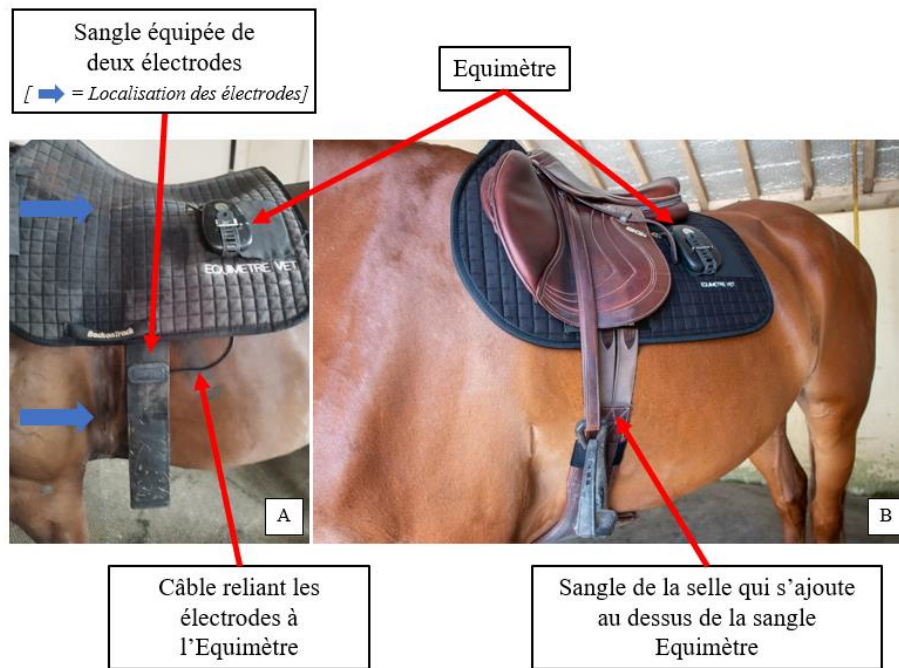 Sangle équipée de
deux électrodes
[ = Localisation des électrodes]
Equimètre
EQUIMETRE VET
BackonTrack
EQUIMETRE VET
A
B
Câble reliant les
électrodes à
l'Equimètre
Sangle de la selle qui s'ajoute
au dessus de la sangle
Equimètre